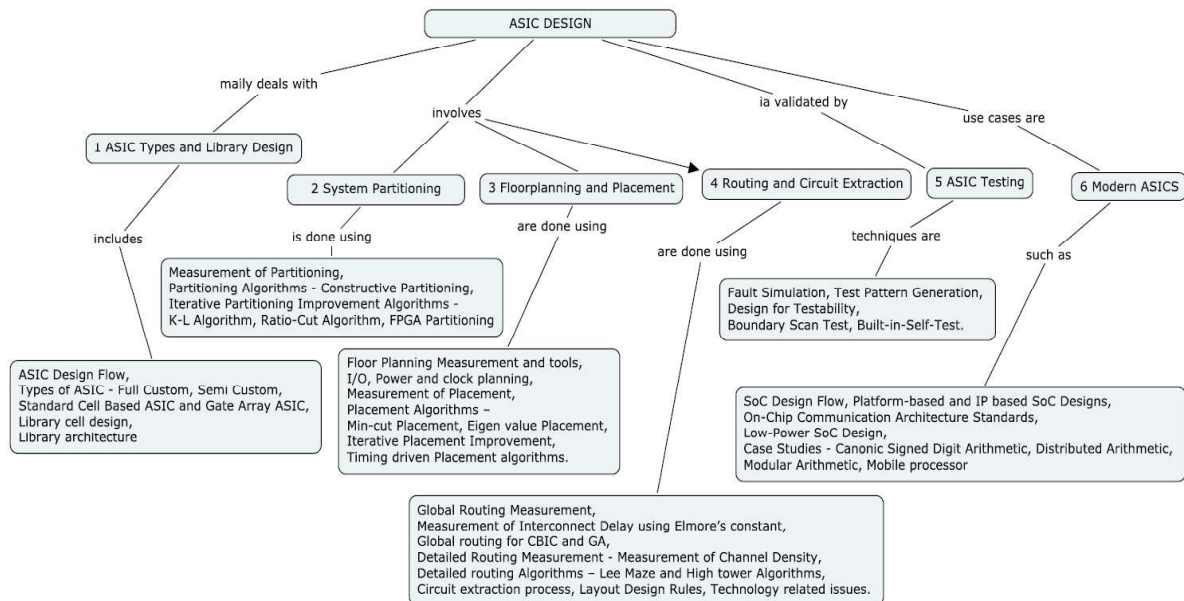 ASIC DESIGN
maily deals with
involves
ia validated by
use cases are
1 ASIC Types and Library Design
2 System Partitioning
3 Floorplanning and Placement
4 Routing and Circuit Extraction
5 ASIC Testing
6 Modern ASICS
includes
is done using
are done using
are done using
techniques are
such as
Measurement of Partitioning,
Partitioning Algorithms - Constructive Partitioning,
Iterative Partitioning Improvement Algorithms -
K-L Algorithm, Ratio-Cut Algorithm, FPGA Partitioning
Fault Simulation, Test Pattern Generation,
Design for Testability,
Boundary Scan Test, Built-in-Self-Test.
ASIC Design Flow,
Types of ASIC - Full Custom, Semi Custom,
Standard Cell Based ASIC and Gate Array ASIC,
Library cell design,
Library architecture
Floor Planning Measurement and tools,
I/O, Power and clock planning,
Measurement of Placement,
Placement Algorithms –
Min-cut Placement, Eigen value Placement,
Iterative Placement Improvement,
Timing driven Placement algorithms.
SoC Design Flow, Platform-based and IP based SoC Designs,
On-Chip Communication Architecture Standards,
Low-Power SoC Design,
Case Studies - Canonic Signed Digit Arithmetic, Distributed Arithmetic,
Modular Arithmetic, Mobile processor
Global Routing Measurement,
Measurement of Interconnect Delay using Elmore's constant,
Global routing for CBIC and GA,
Detailed Routing Measurement - Measurement of Channel Density,
Detailed routing Algorithms – Lee Maze and High tower Algorithms,
Circuit extraction process, Layout Design Rules, Technology related issues.